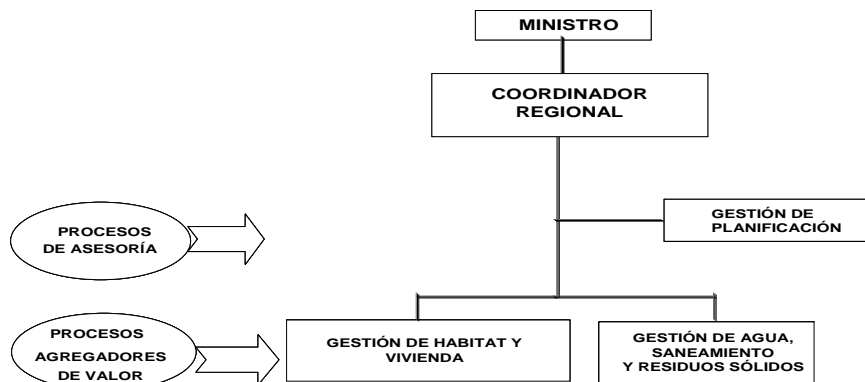 MINISTRO
COORDINADOR
REGIONAL
PROCESOS
DE ASESORÍA
GESTIÓN DE
PLANIFICACIÓN
PROCESOS
AGREGADORES
DE VALOR
GESTIÓN DE HABITAT Y
VIVIENDA
GESTIÓN DE AGUA,
SANEAMIENTO
Y RESIDUOS SÓLIDOS